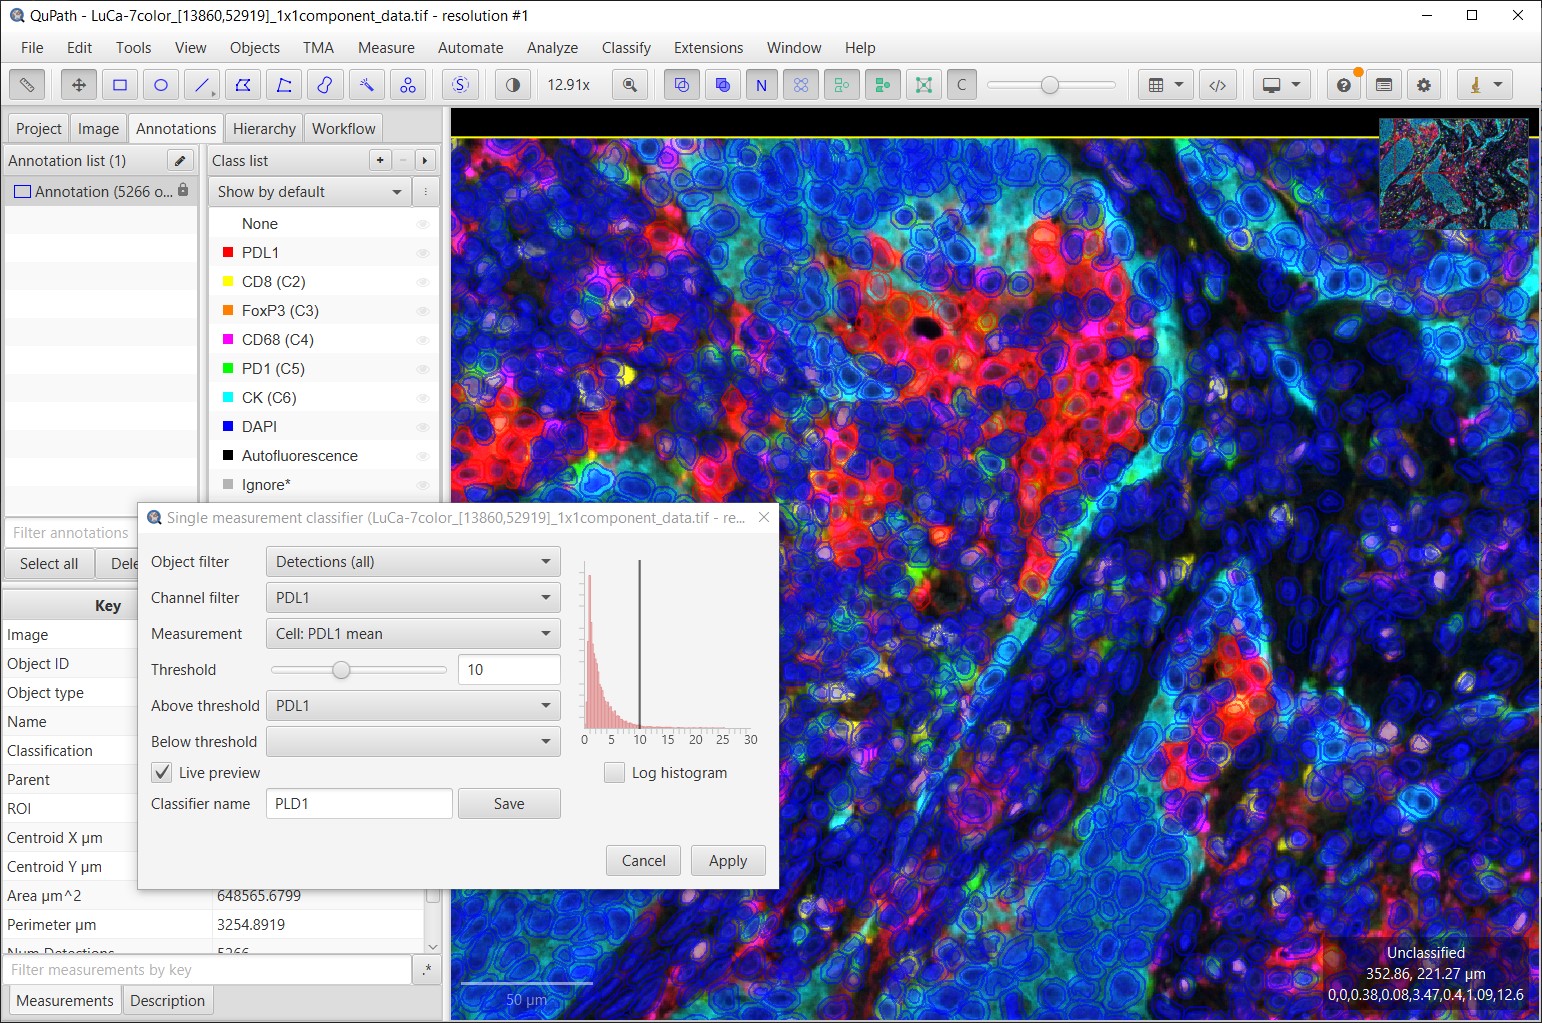 QuPath - LuCa-7color_[13860,52919]_1x1component_data.tif - resolution #1
File Edit Tools View Objects TMA Measure Automate Analyze Classify Extensions Window Help
S 12.91x N C </> ?
Project Image Annotations Hierarchy Workflow
Annotation list (1)
Annotation (5266 o...
Class list
+ -
Show by default
None
PDL1
CD8 (C2)
FoxP3 (C3)
CD68 (C4)
PD1 (C5)
CK (C6)
DAPI
Autofluorescence
Ignore*
Filter annotations
Select all Dele
Key
Image
Object ID
Object type
Name
Classification
Parent
ROI
Centroid X µm
Centroid Y µm
Area µm^2 648565.6799
Perimeter µm 3254.8919
Num Detections 5266
Filter measurements by key .*
Measurements Description
Single measurement classifier (LuCa-7color_[13860,52919]_1x1component_data.tif - re...
Object filter Detections (all)
Channel filter PDL1
Measurement Cell: PDL1 mean
Threshold 10
Above threshold PDL1
Below threshold
Live preview
Classifier name PLD1 Save
0 5 10 15 20 25 30
Log histogram
Cancel Apply
50 µm
Unclassified
352.86, 221.27 µm
0,0,0.38,0.08,3.47,0.4,1.09,12.6